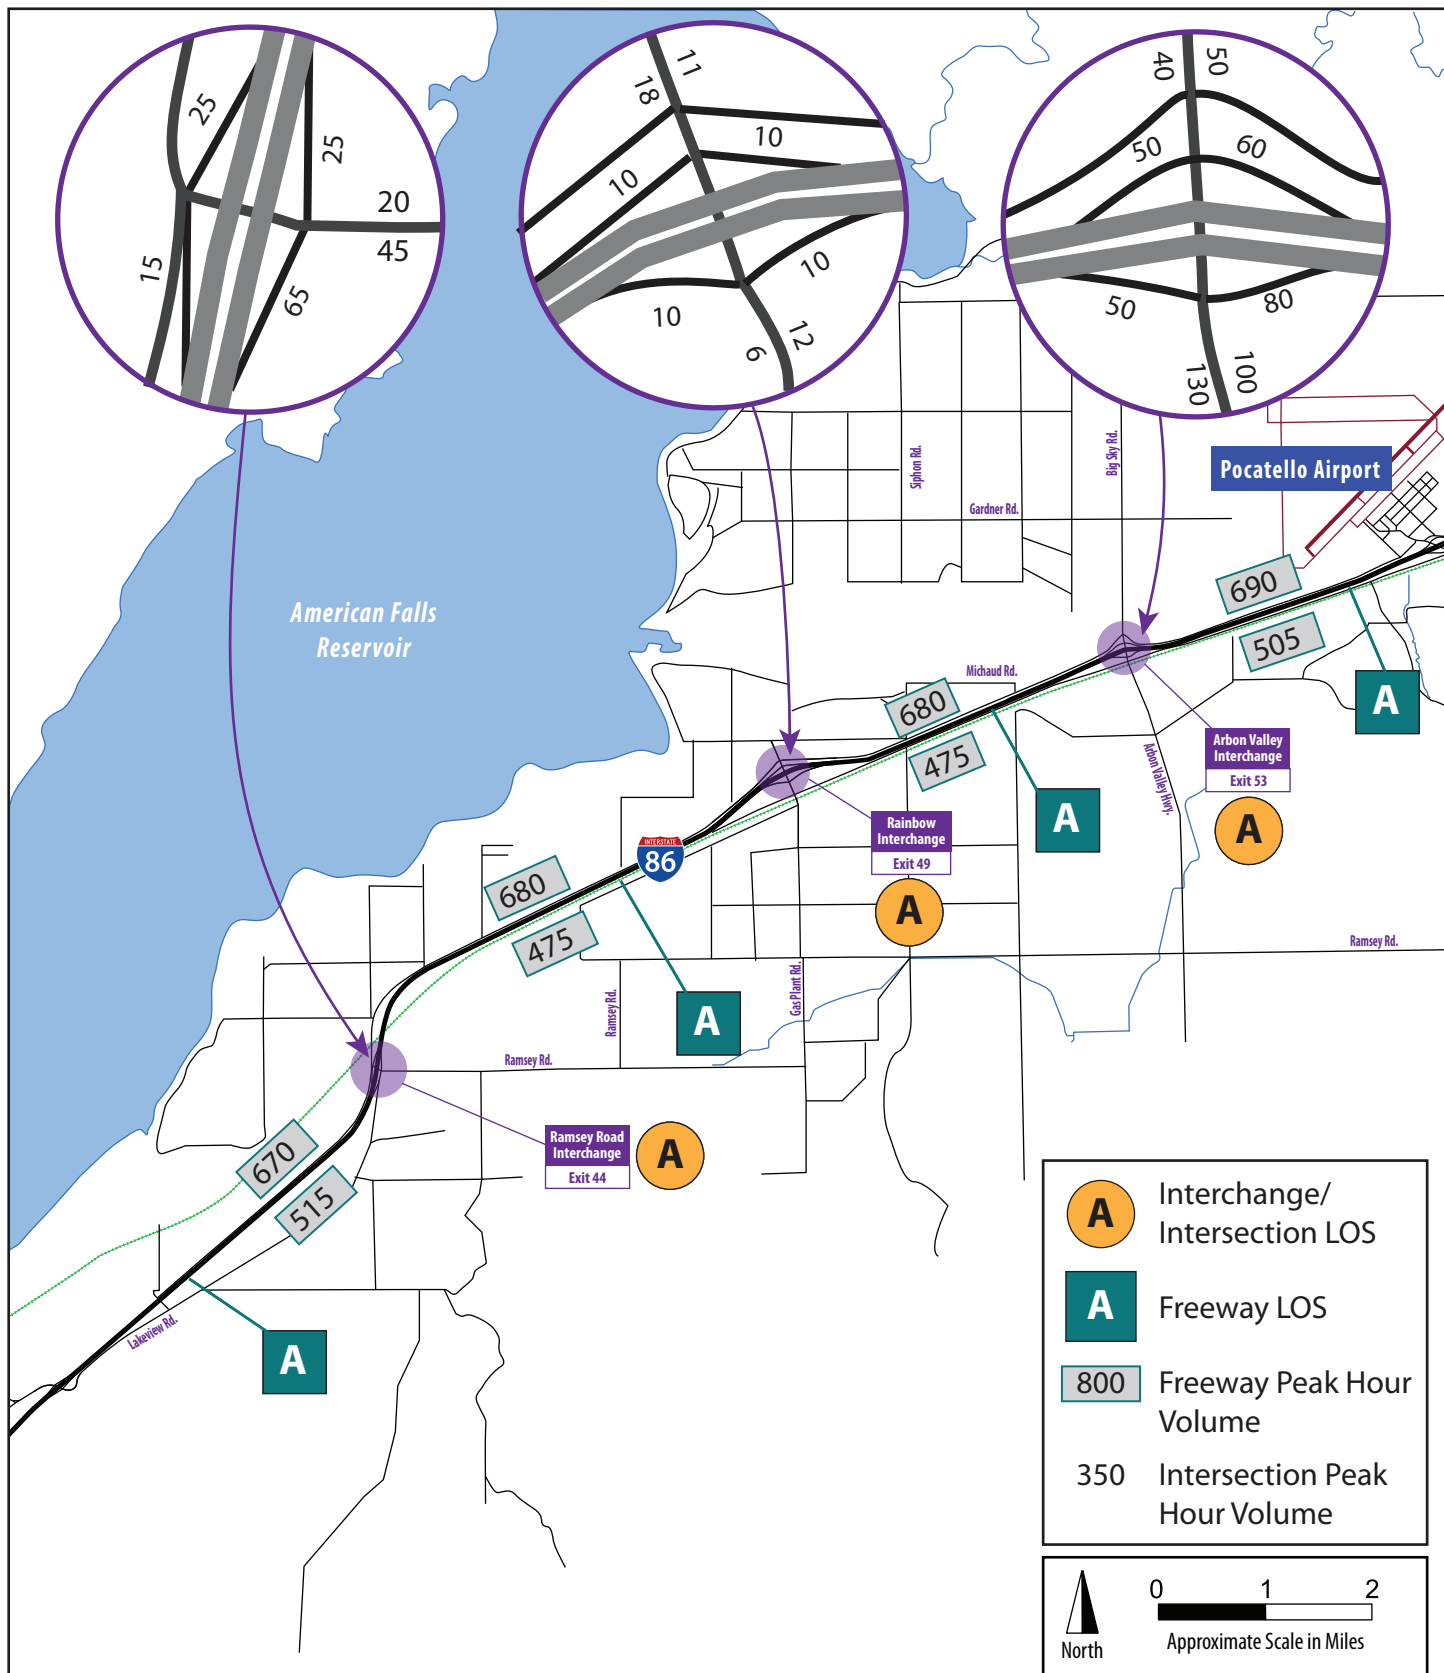 25
25
20
45
15
65
11
18
10
10
10
10
12
6
40
50
50
60
50
80
130
100
Siphon Rd.
Big Sky Rd.
Gardner Rd.
Pocatello Airport
American Falls
Reservoir
690
505
A
Michaud Rd.
680
475
A
Arbon Valley
Interchange
Exit 53
A
Arbon Valley Hwy.
Rainbow
Interchange
Exit 49
A
INTERSTATE
86
680
475
A
Ramsey Rd.
Ramsey Rd.
Gas Plant Rd.
Ramsey Rd.
Ramsey Road
Interchange
Exit 44
A
670
515
Lakeview Rd.
A
A
Interchange/
Intersection LOS
A
Freeway LOS
800
Freeway Peak Hour
Volume
350
Intersection Peak
Hour Volume
North
0 1 2
Approximate Scale in Miles